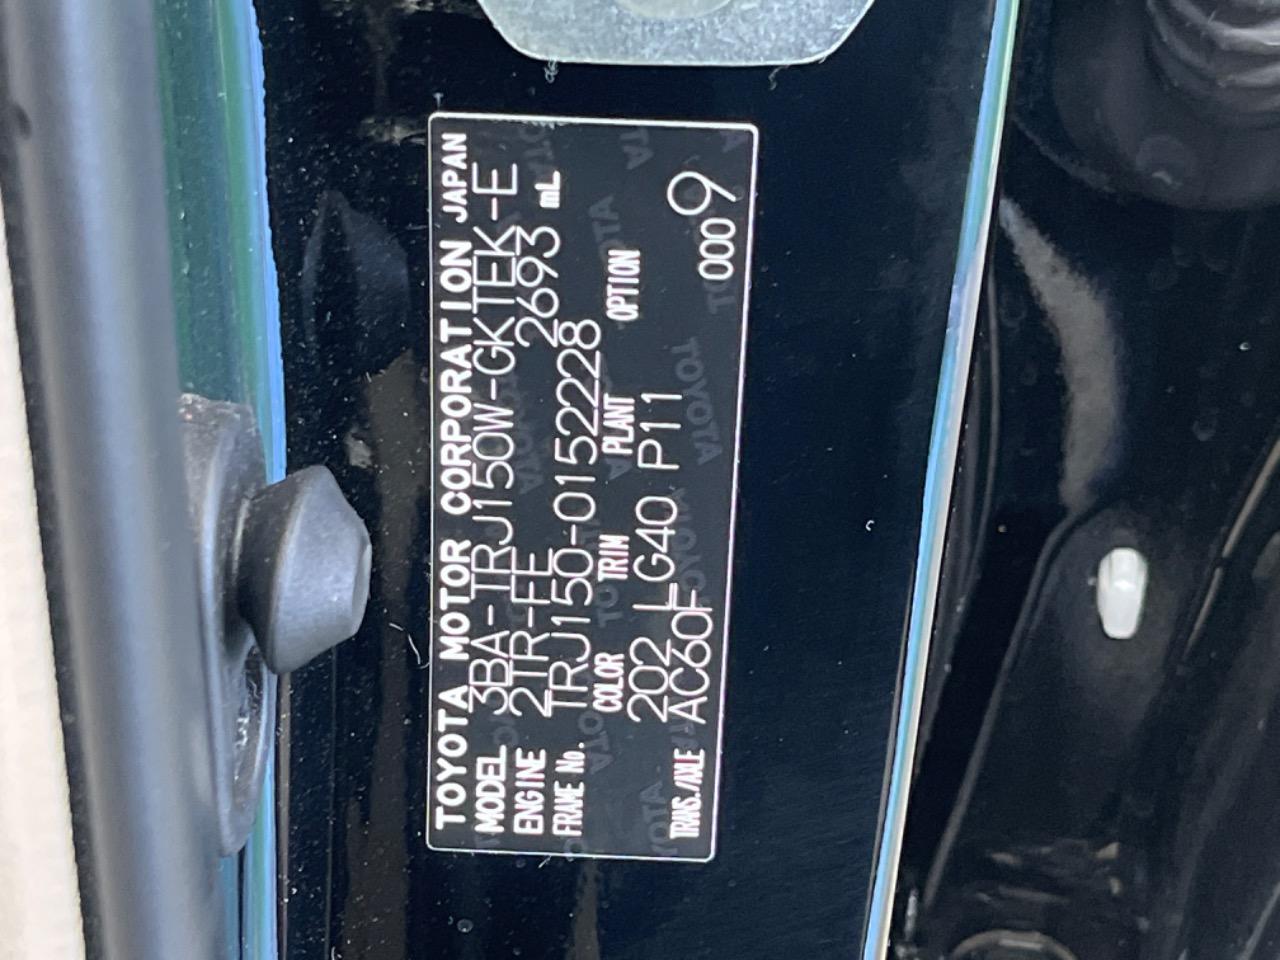 TOYOTA MOTOR CORPORATION JAPAN
MODEL 3BA-TRJ150W-GKTEK-E
ENGINE 2TR-FE 2693 mL
FRAME No. TRJ150-0152228
COLOR TRIM PLANT OPTION
202 LG40 P11
TRANS./AXLE AC60F 0009